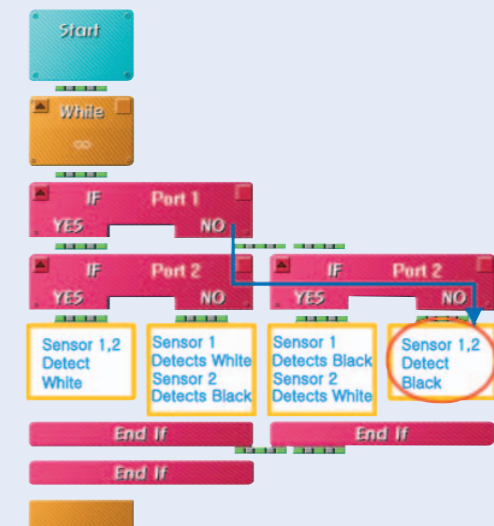 Start
While
∞
IF Port 1
YES NO
IF Port 2
YES NO
IF Port 2
YES NO
Sensor 1,2
Detect
White
Sensor 1
Detects White
Sensor 2
Detects Black
Sensor 1
Detects Black
Sensor 2
Detects White
Sensor 1,2
Detect
Black
End If
End If
End If